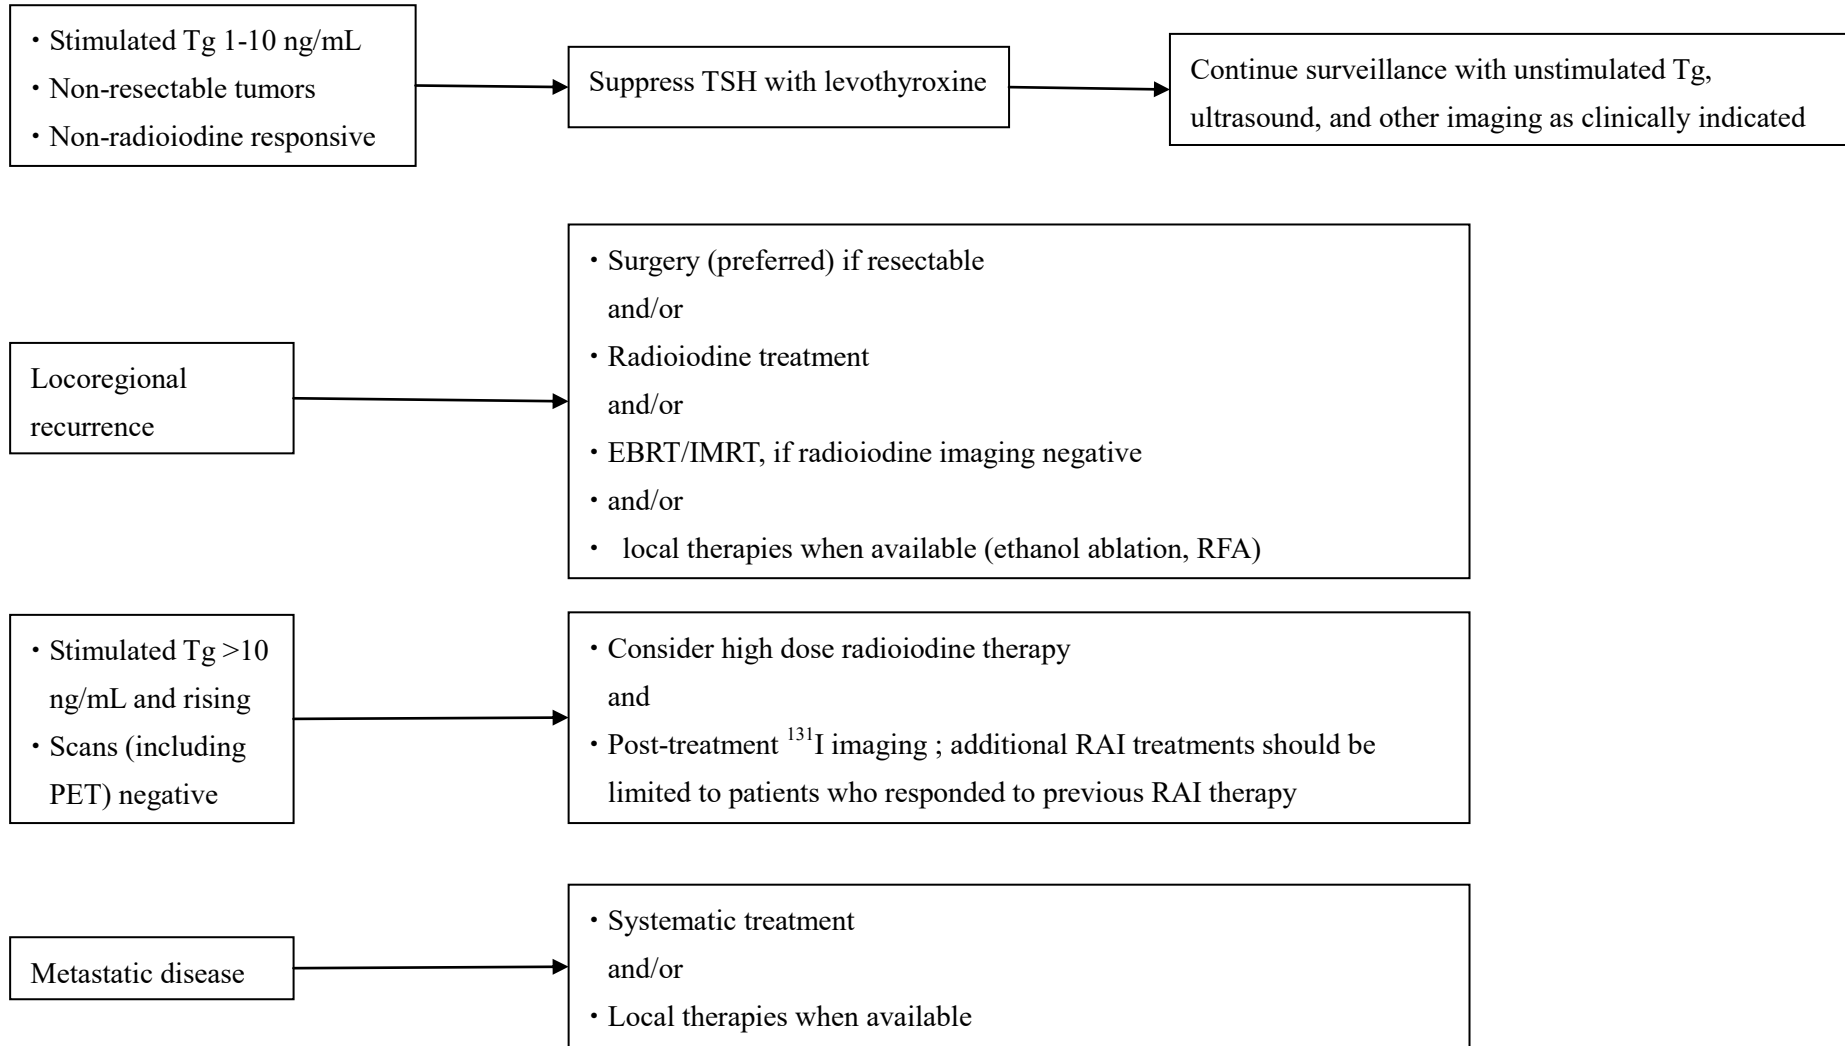 ・Stimulated Tg 1-10 ng/mL
・Non-resectable tumors
・Non-radioiodine responsive
Suppress TSH with levothyroxine
Continue surveillance with unstimulated Tg,
ultrasound, and other imaging as clinically indicated
Locoregional
recurrence
・Surgery (preferred) if resectable
and/or
・Radioiodine treatment
and/or
・EBRT/IMRT, if radioiodine imaging negative
・and/or
・ local therapies when available (ethanol ablation, RFA)
・Stimulated Tg >10
ng/mL and rising
・Scans (including
PET) negative
・Consider high dose radioiodine therapy
and
・Post-treatment ¹³¹I imaging ; additional RAI treatments should be
limited to patients who responded to previous RAI therapy
Metastatic disease
・Systematic treatment
and/or
・Local therapies when available